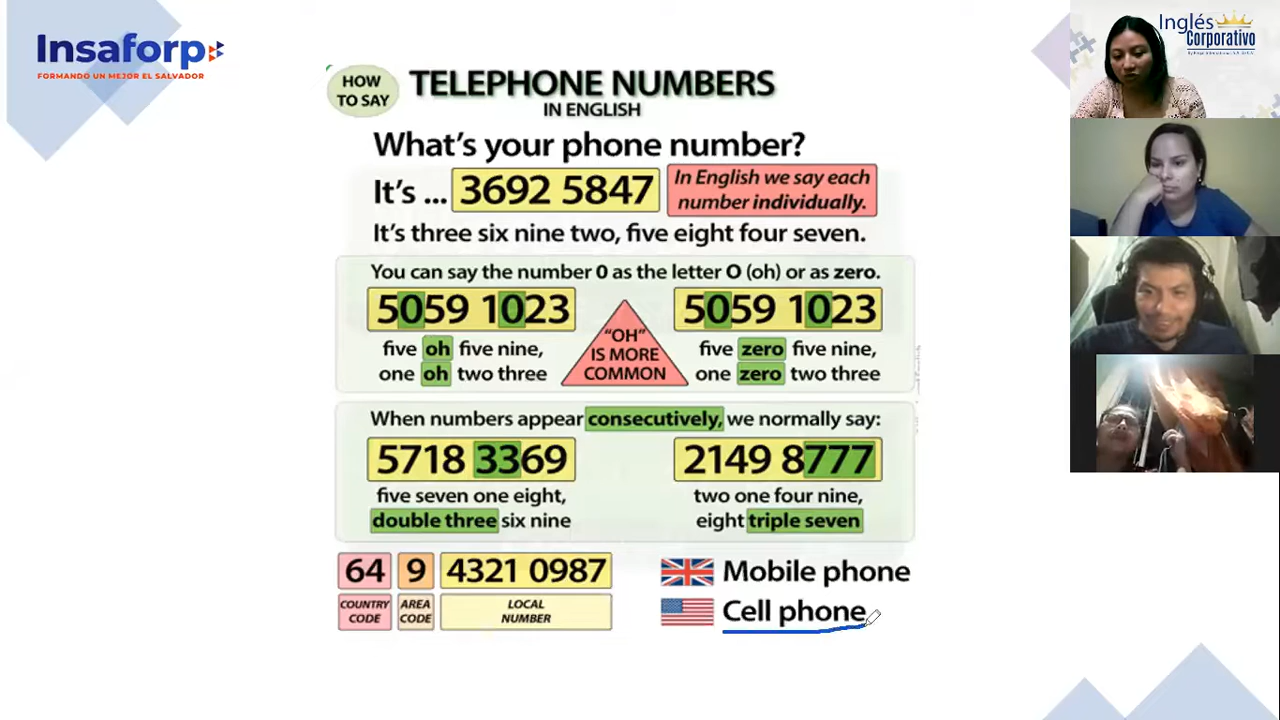 Insaforp
FORMANDO UN MEJOR EL SALVADOR
Inglés
Corporativo
HOW
TO SAY
TELEPHONE NUMBERS
IN ENGLISH
What's your phone number?
It's ... 3692 5847
In English we say each
number individually.
It's three six nine two, five eight four seven.
You can say the number 0 as the letter O (oh) or as zero.
5059 1023
five oh five nine,
one oh two three
"OH"
IS MORE
COMMON
5059 1023
five zero five nine,
one zero two three
When numbers appear consecutively, we normally say:
5718 3369
five seven one eight,
double three six nine
2149 8777
two one four nine,
eight triple seven
64 9 4321 0987
COUNTRY
CODE
AREA
CODE
LOCAL
NUMBER
Mobile phone
Cell phone